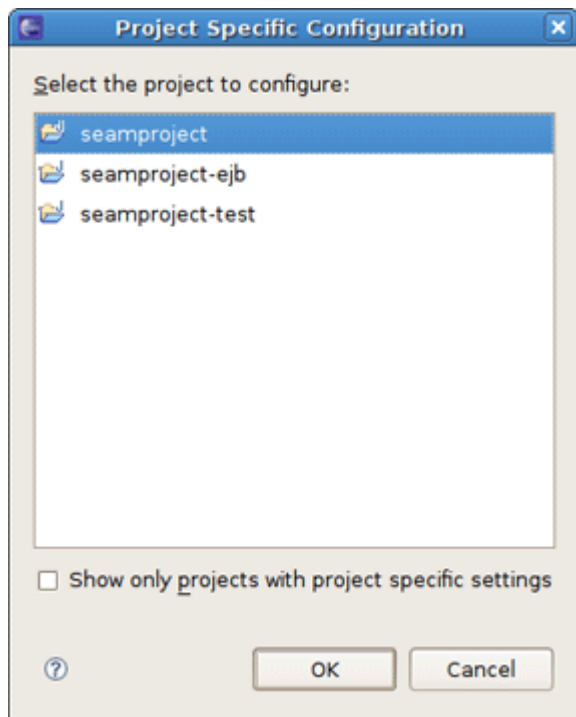 Project Specific Configuration
Select the project to configure:
seamproject
seamproject-ejb
seamproject-test
Show only projects with project specific settings
OK
Cancel